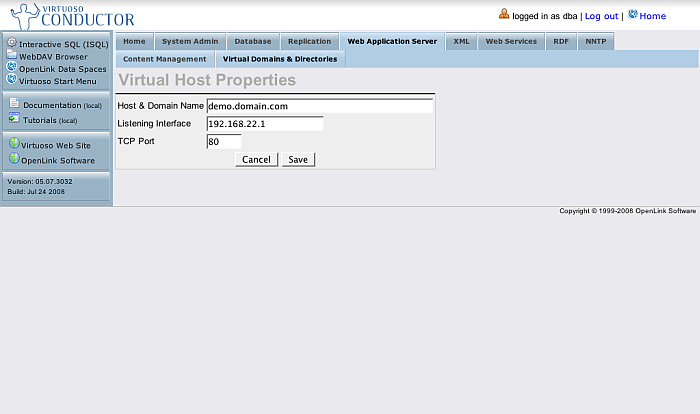 VIRTUOSO
CONDUCTOR
logged in as dba | Log out | Home
Interactive SQL (ISQL)
WebDAV Browser
OpenLink Data Spaces
Virtuoso Start Menu
Documentation (local)
Tutorials (local)
Virtuoso Web Site
OpenLink Software
Version: 05.07.3032
Build: Jul 24 2008
Home System Admin Database Replication Web Application Server XML Web Services RDF NNTP
Content Management Virtual Domains & Directories
Virtual Host Properties
Host & Domain Name demo.domain.com
Listening Interface 192.168.22.1
TCP Port 80
Cancel Save
Copyright © 1999-2008 OpenLink Software